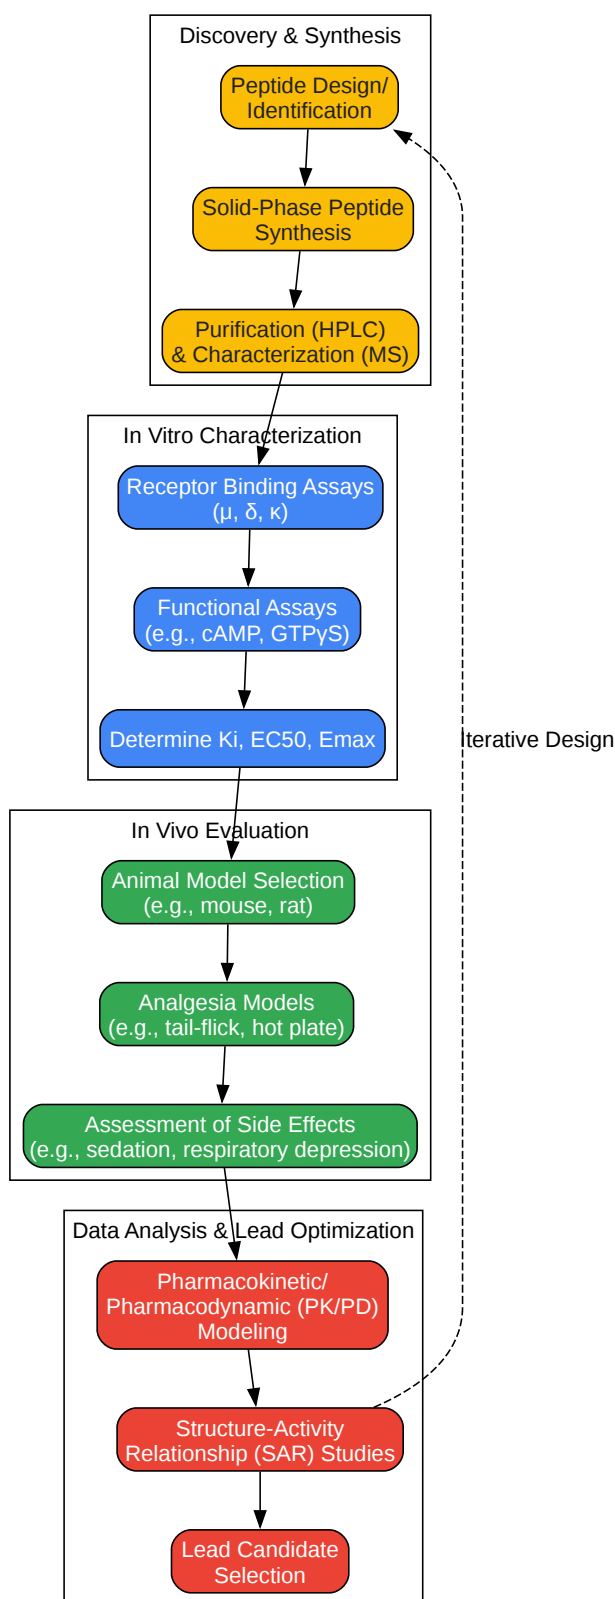 Discovery & Synthesis
Peptide Design/
Identification
Solid-Phase Peptide
Synthesis
Purification (HPLC)
& Characterization (MS)
In Vitro Characterization
Receptor Binding Assays
(μ, δ, κ)
Functional Assays
(e.g., cAMP, GTPγS)
Determine Ki, EC50, Emax
Iterative Design
In Vivo Evaluation
Animal Model Selection
(e.g., mouse, rat)
Analgesia Models
(e.g., tail-flick, hot plate)
Assessment of Side Effects
(e.g., sedation, respiratory depression)
Data Analysis & Lead Optimization
Pharmacokinetic/
Pharmacodynamic (PK/PD)
Modeling
Structure-Activity
Relationship (SAR) Studies
Lead Candidate
Selection